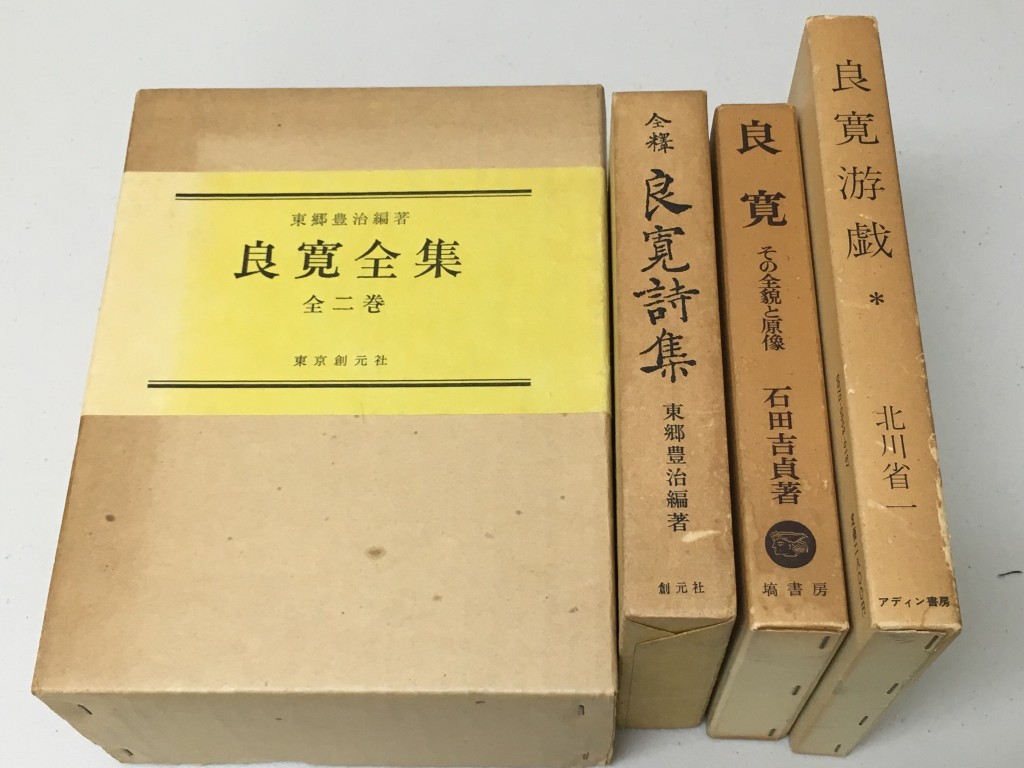 東郷豊治編著
良寛全集
全二巻
東京創元社
全釋
良寛詩集
東郷豊治編著
創元社
良寛
その全貌と原像
石田吉貞著
塙書房
良寛游戯
*
北川省一
アディン書房